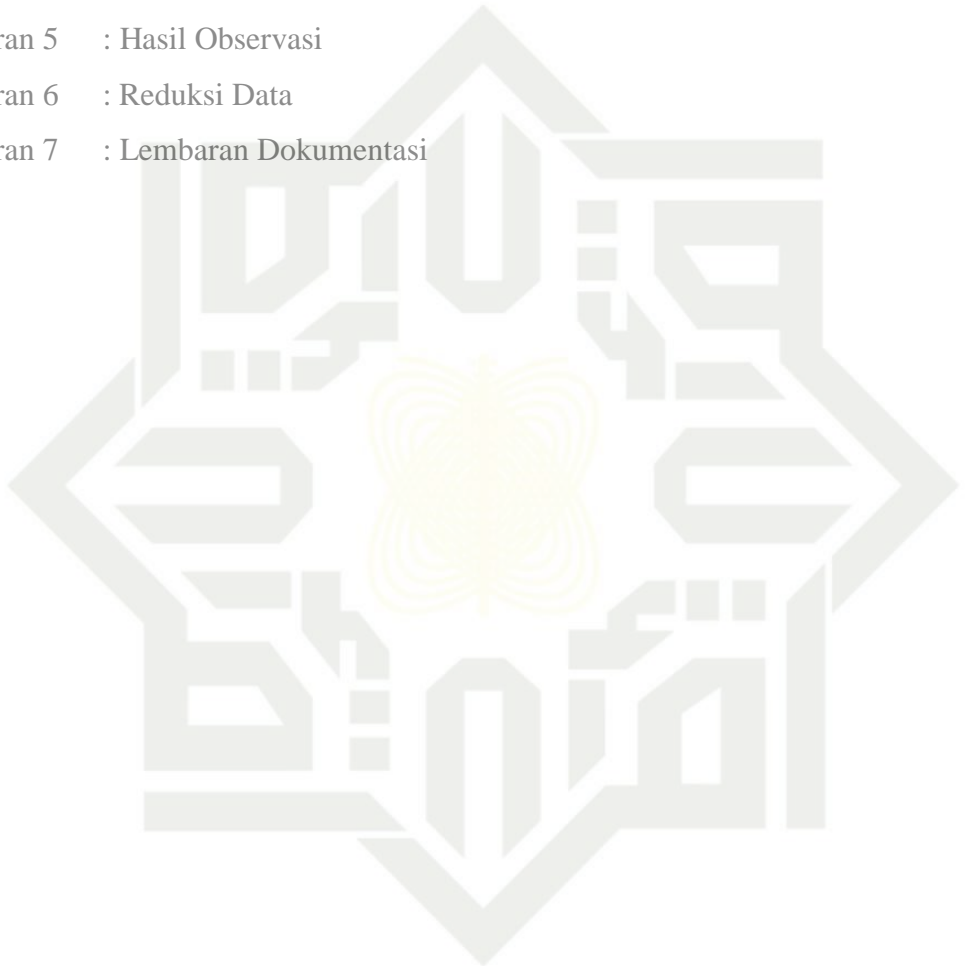 ran 5 : Hasil Observasi
ran 6 : Reduksi Data
ran 7 : Lembaran Dokumentasi